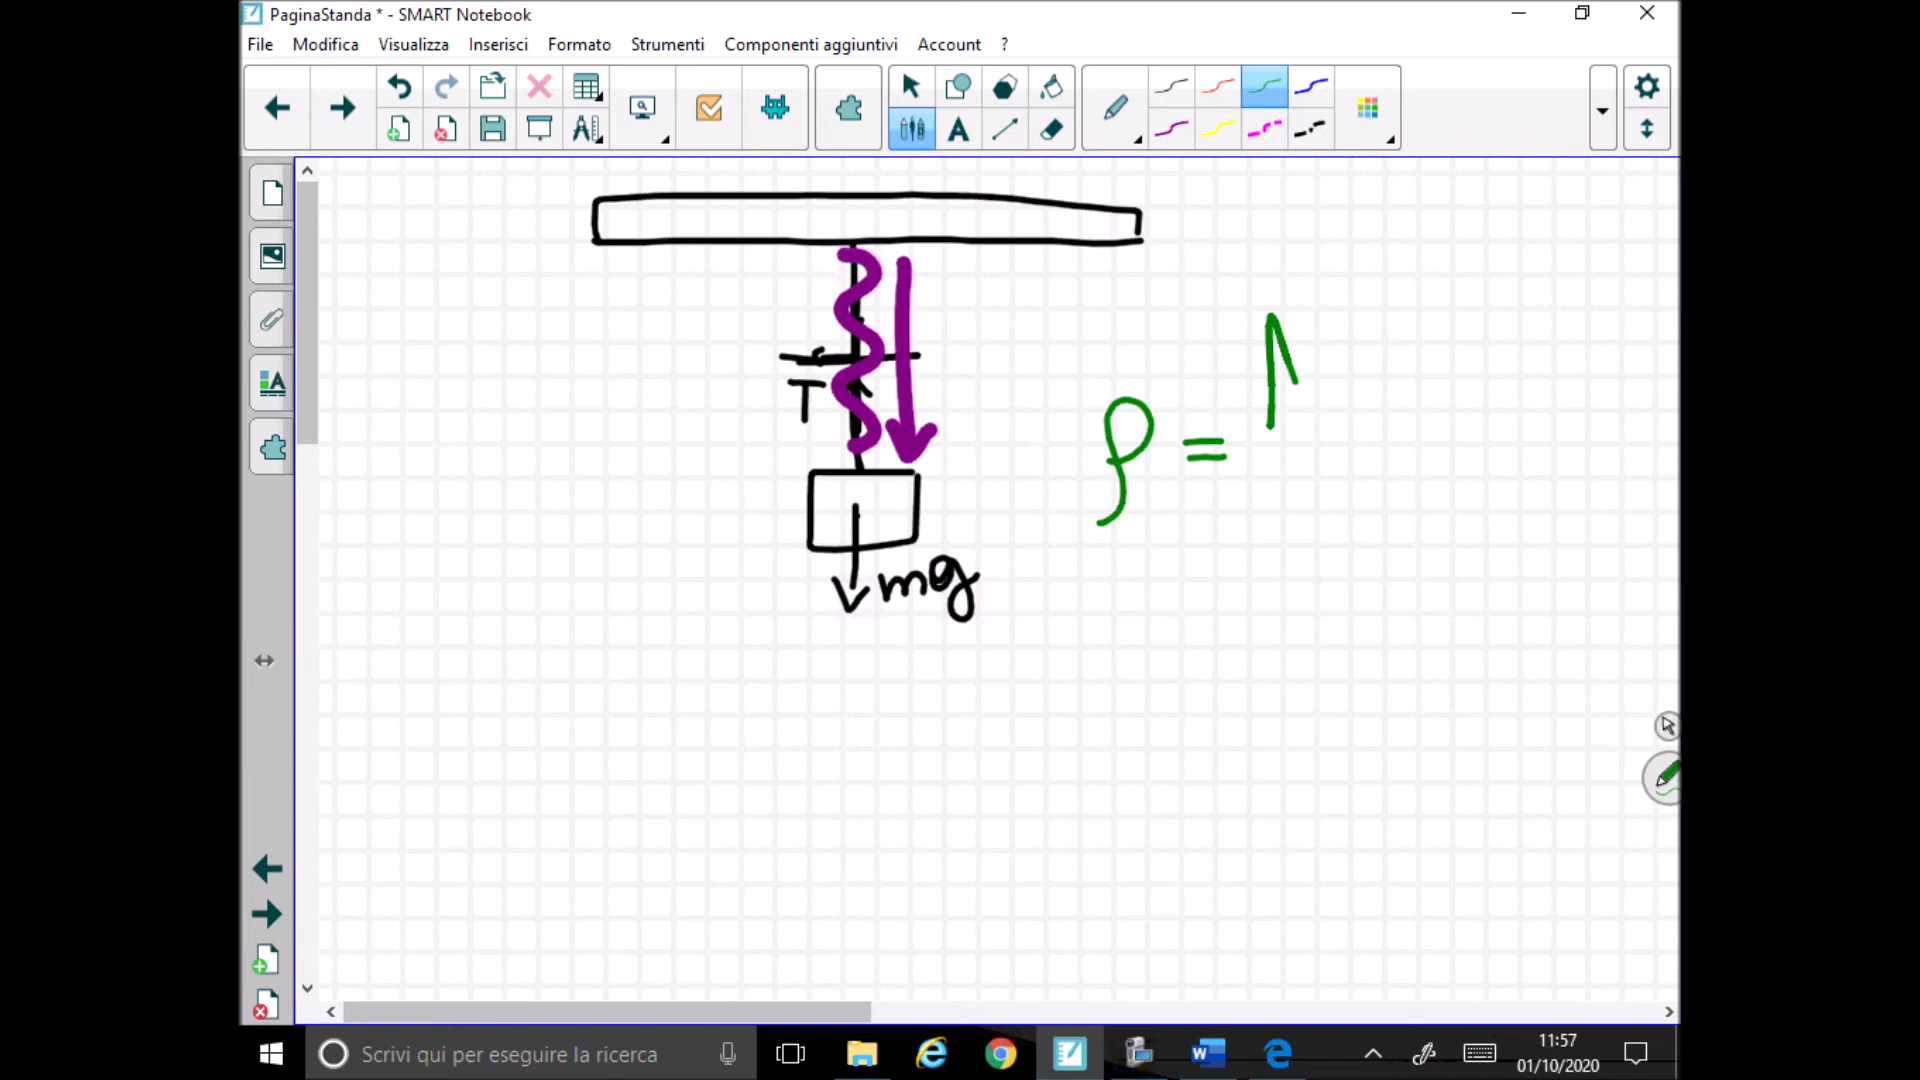 PaginaStanda * - SMART Notebook
File Modifica Visualizza Inserisci Formato Strumenti Componenti aggiuntivi Account ?
T
ρ =
mg
Scrivi qui per eseguire la ricerca
11:57
01/10/2020